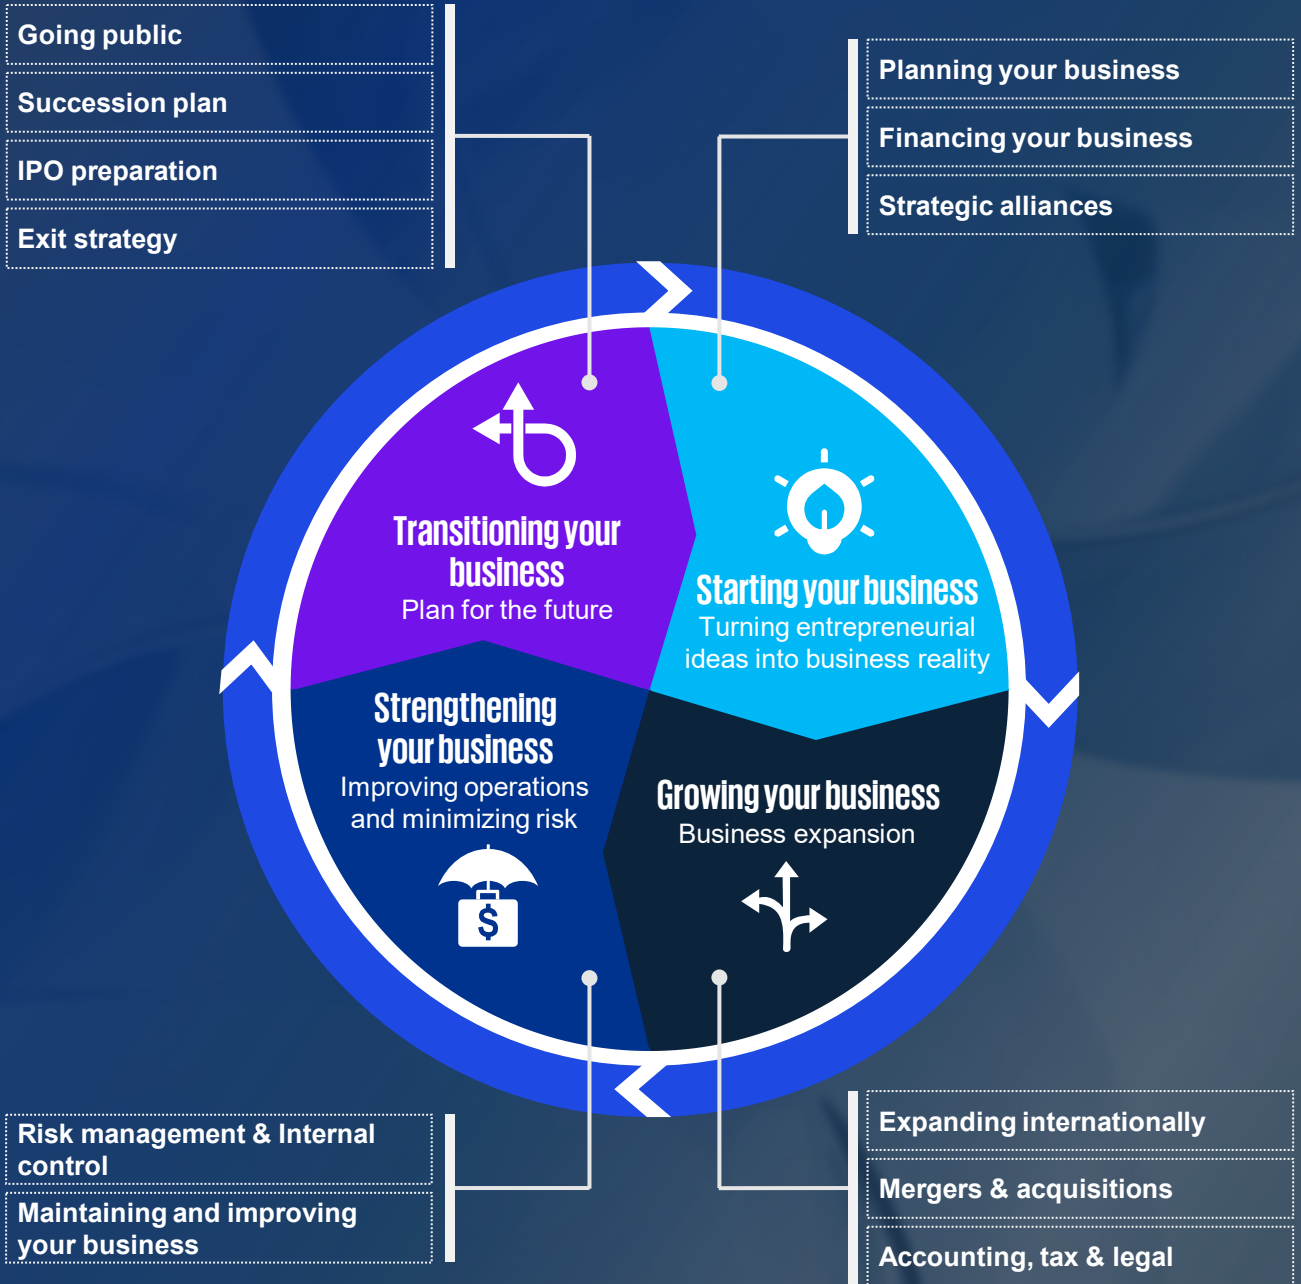 Going public
Succession plan
IPO preparation
Exit strategy
Planning your business
Financing your business
Strategic alliances
Transitioning your
business
Plan for the future
Starting your business
Turning entrepreneurial
ideas into business reality
Strengthening
your business
Improving operations
and minimizing risk
$
Growing your business
Business expansion
Risk management & Internal
control
Maintaining and improving
your business
Expanding internationally
Mergers & acquisitions
Accounting, tax & legal